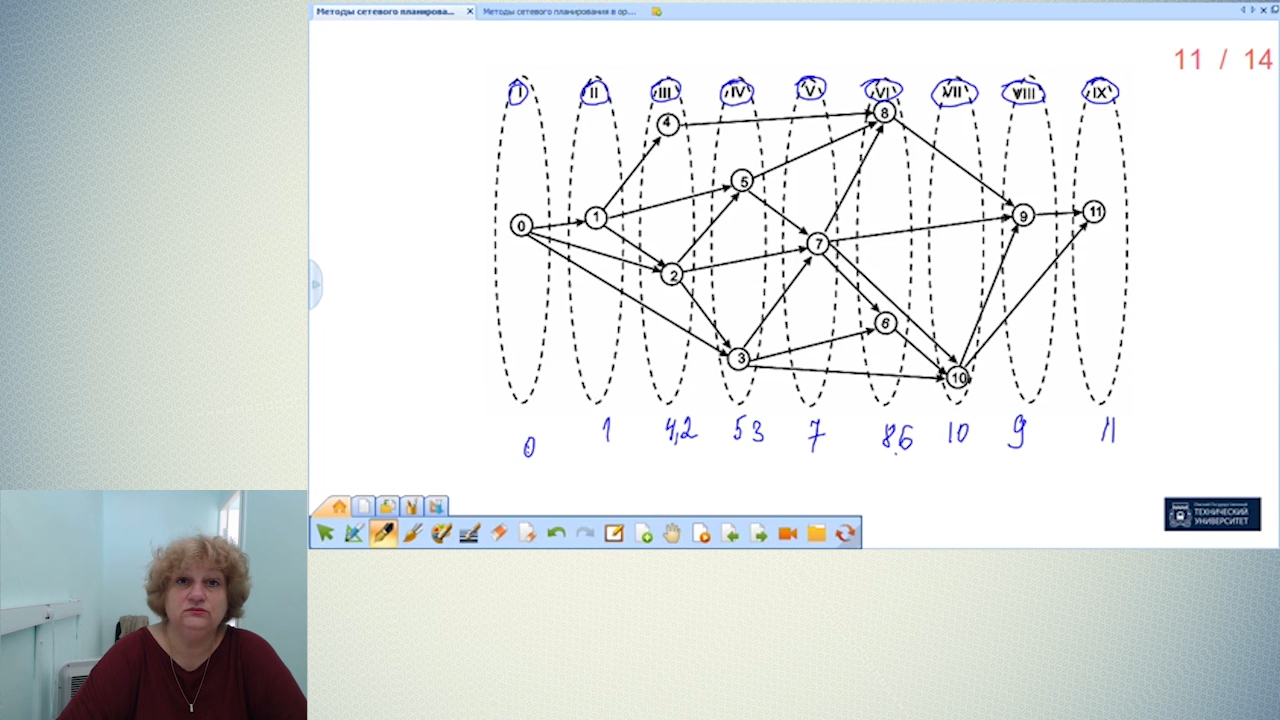 Методы сетевого планирова... Методы сетевого планирования в ор...
11 / 14
I II III IV V VI VII VIII IX
4 8
5
0 1 9 11
2 7
6
3 10
0 1 4,2 5 3 7 8,6 10 9 11
ТЕХНИЧЕСКИЙ
УНИВЕРСИТЕТ